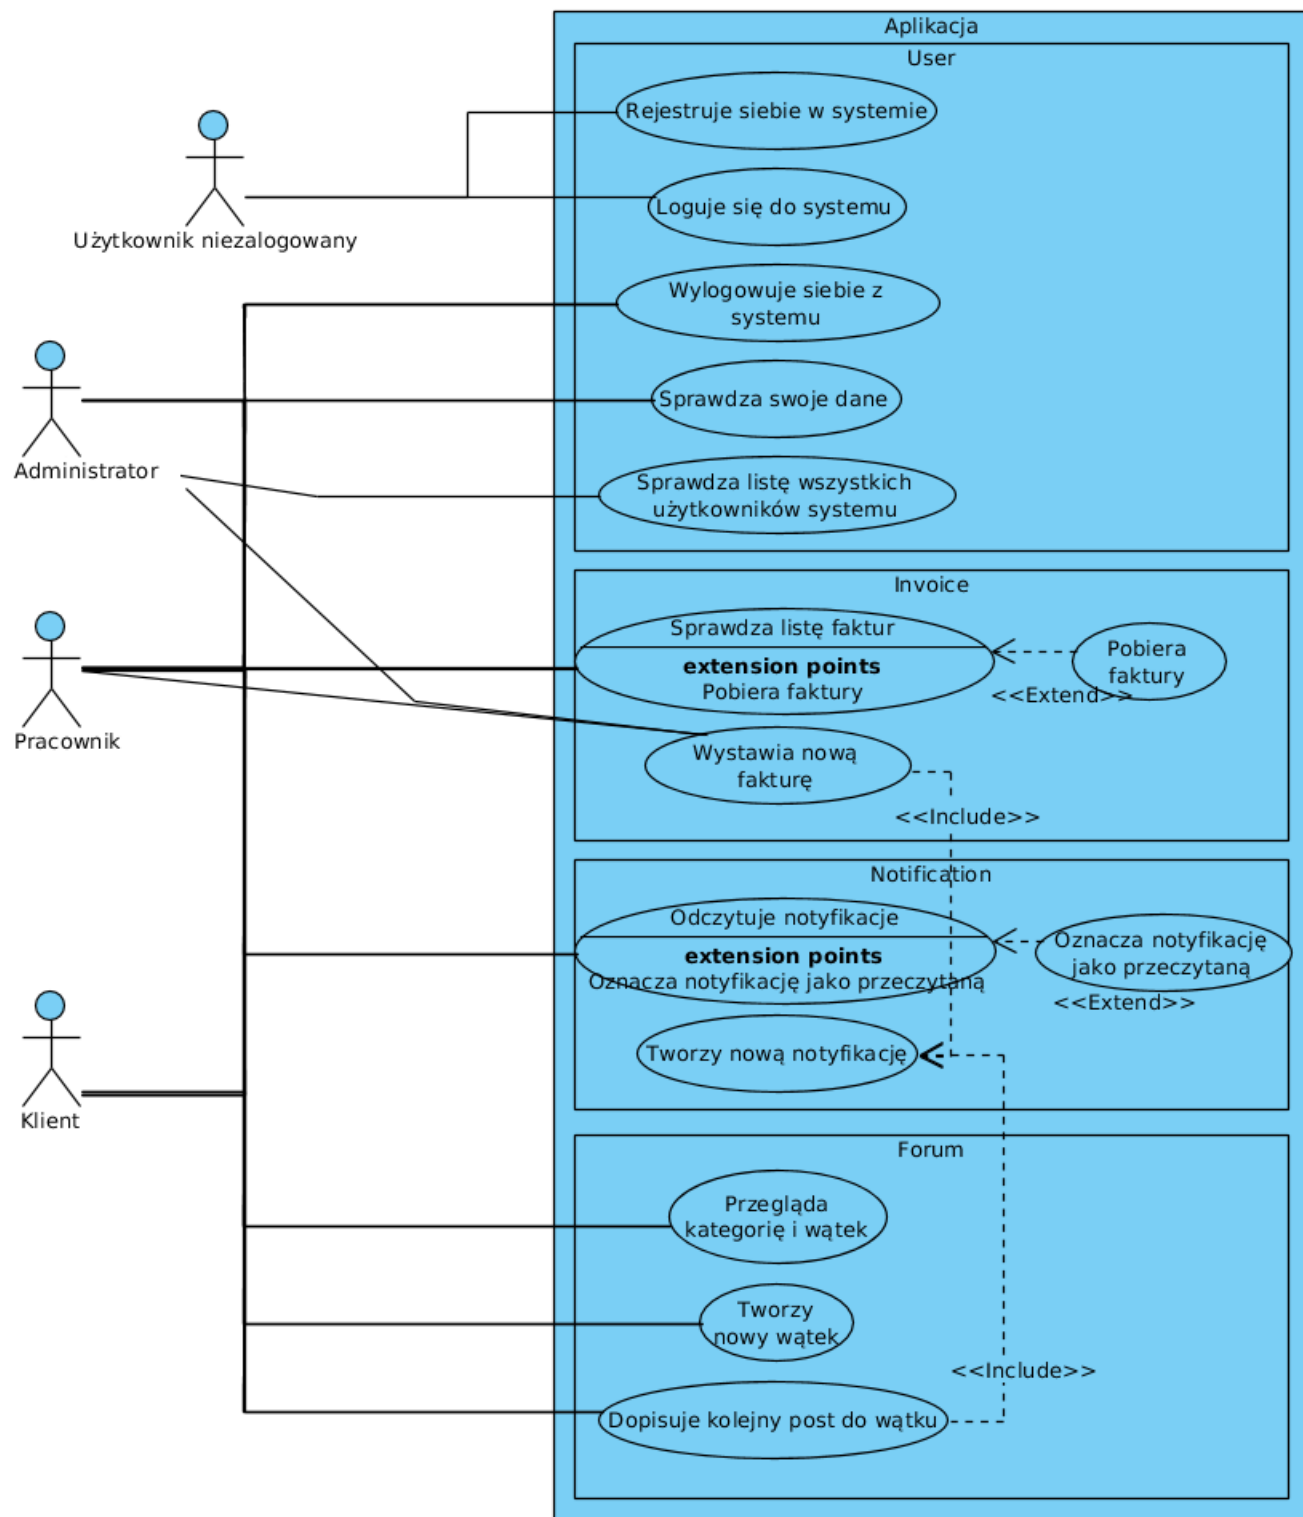 Aplikacja
User
Rejestruje siebie w systemie
Loguje się do systemu
Użytkownik niezalogowany
Wylogowuje siebie z
systemu
Sprawdza swoje dane
Administrator
Sprawdza listę wszystkich
użytkowników systemu
Invoice
Sprawdza listę faktur
extension points
Pobiera faktury
Pobiera
faktury
<<Extend>>
Pracownik
Wystawia nową
fakturę
<<Include>>
Notification
Odczytuje notyfikacje
extension points
Oznacza notyfikację jako przeczytaną
Oznacza notyfikację
jako przeczytaną
<<Extend>>
Tworzy nową notyfikację
Klient
Forum
Przegląda
kategorię i wątek
Tworzy
nowy wątek
<<Include>>
Dopisuje kolejny post do wątku